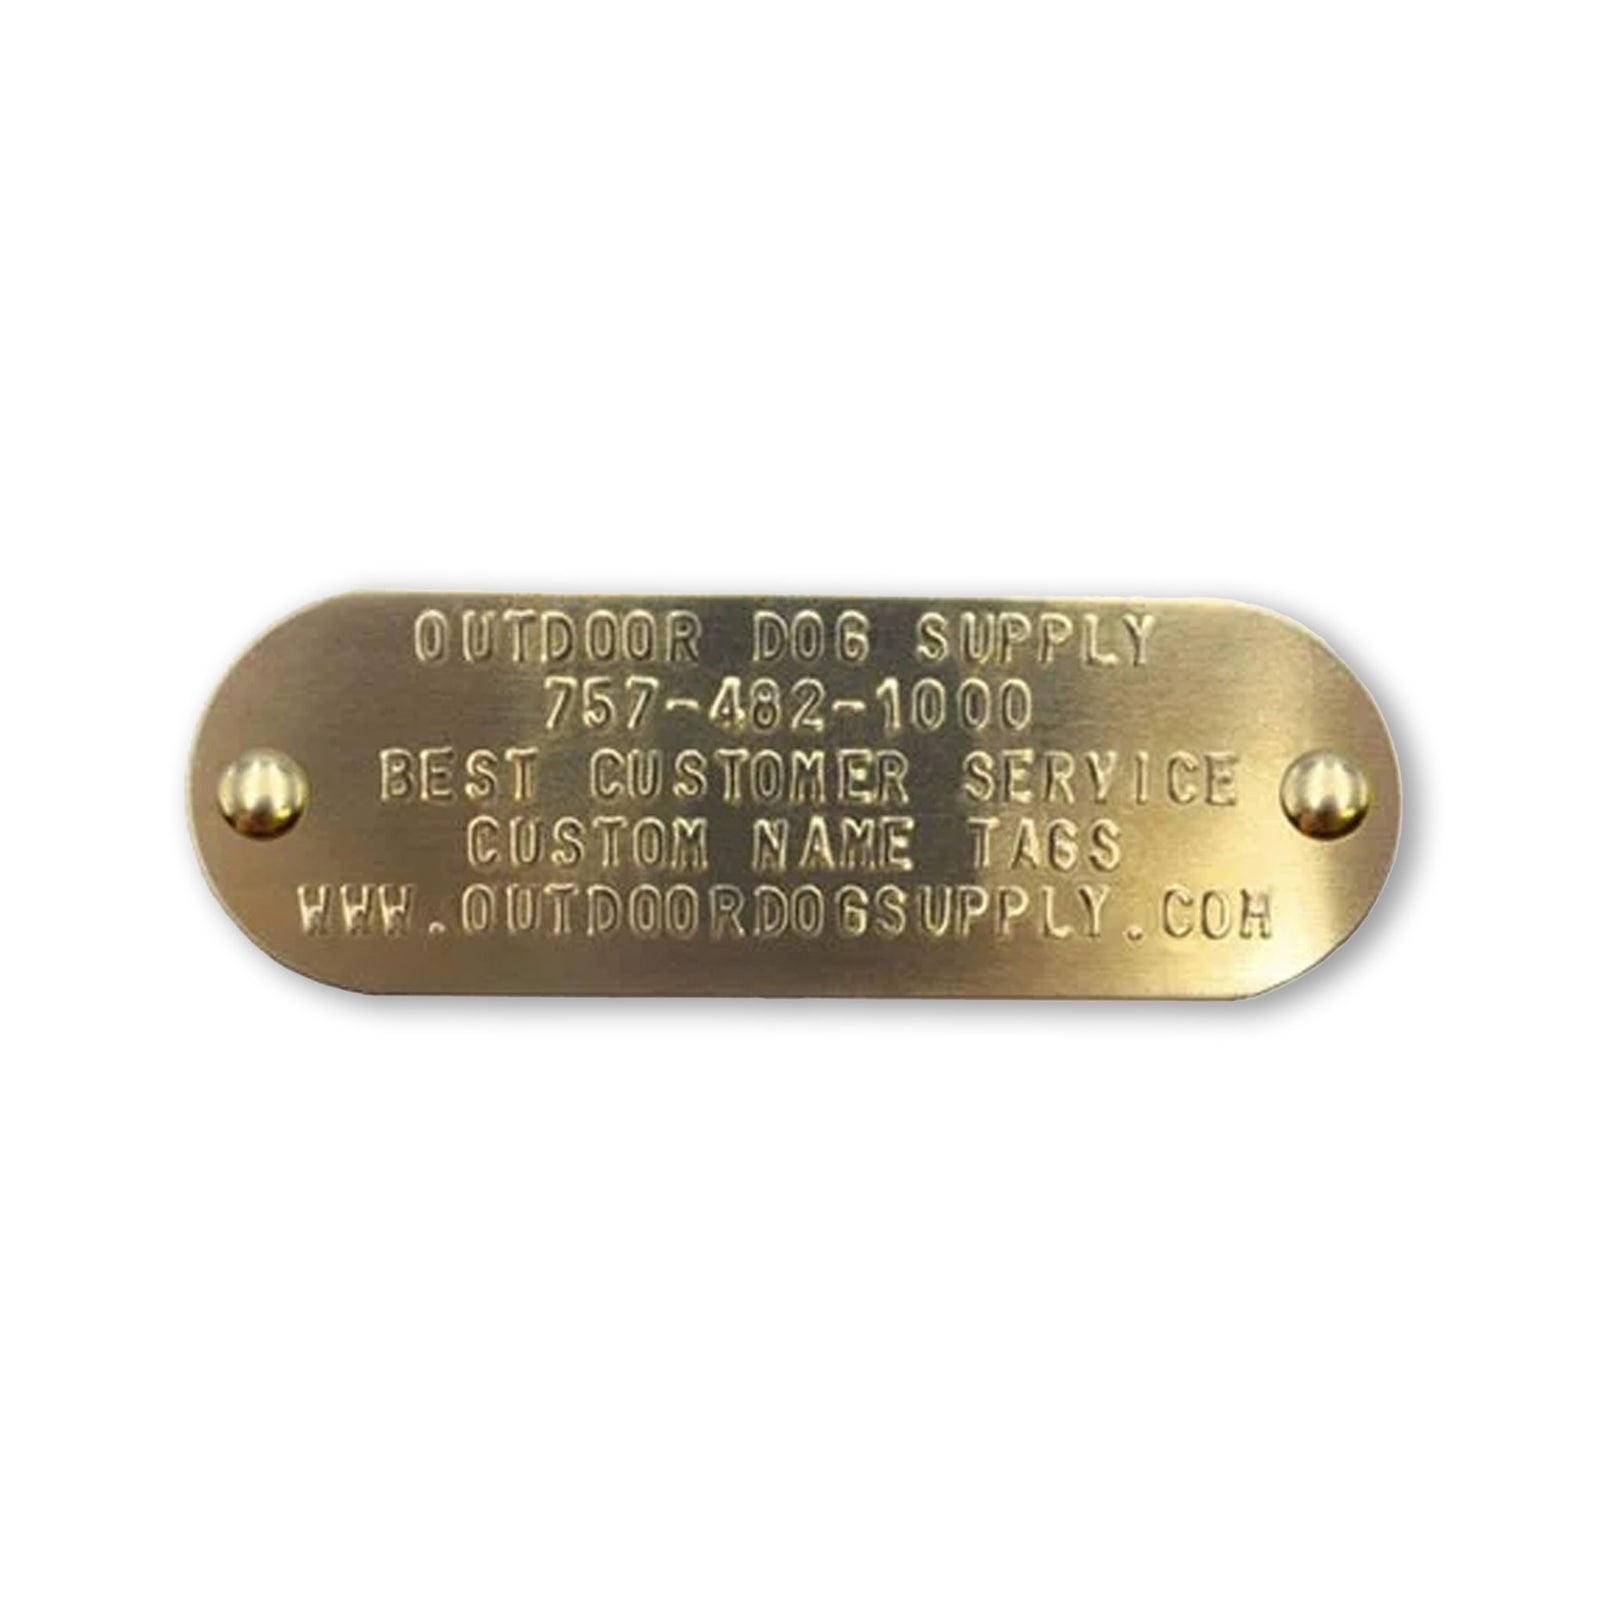 OUTDOOR DOG SUPPLY
757-482-1000
BEST CUSTOMER SERVICE
CUSTOM NAME TAGS
WWW.OUTDOORDOGSUPPLY.COM